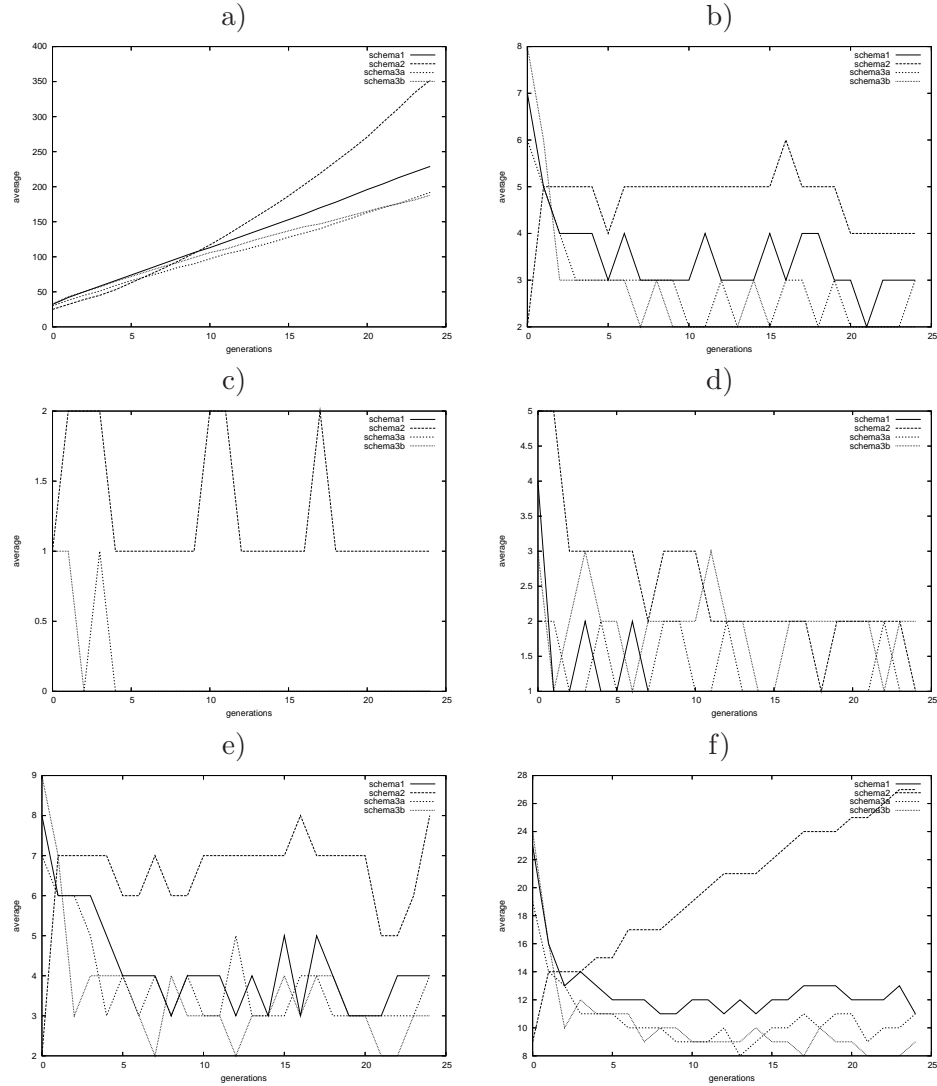 a)
400
350
300
250
200
150
100
50
0
average
0 5 10 15 20 25
generations
schema1
schema2
schema3a
schema3b
b)
8
7
6
5
4
3
2
average
0 5 10 15 20 25
generations
schema1
schema2
schema3a
schema3b
c)
2
1.5
1
0.5
0
average
0 5 10 15 20 25
generations
schema1
schema2
schema3a
schema3b
d)
5
4.5
4
3.5
3
2.5
2
1.5
1
average
0 5 10 15 20 25
generations
schema1
schema2
schema3a
schema3b
e)
9
8
7
6
5
4
3
2
average
0 5 10 15 20 25
generations
schema1
schema2
schema3a
schema3b
f)
28
26
24
22
20
18
16
14
12
10
8
average
0 5 10 15 20 25
generations
schema1
schema2
schema3a
schema3b